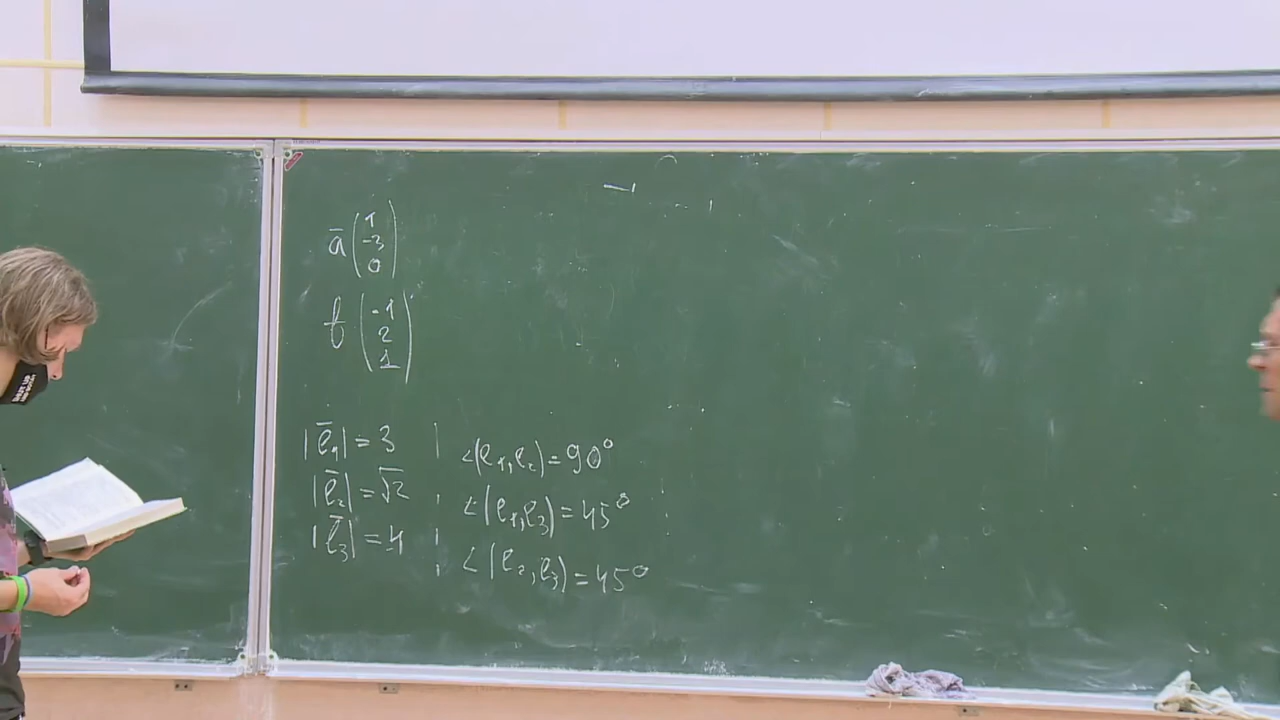 ā (1
-3
0)
b (-1
2
1)
|ē₁| = 3
|ē₂| = √2
|ē₃| = 4
∠(e₁,e₂) = 90°
∠(e₁,e₃) = 45°
∠(e₂,e₃) = 45°